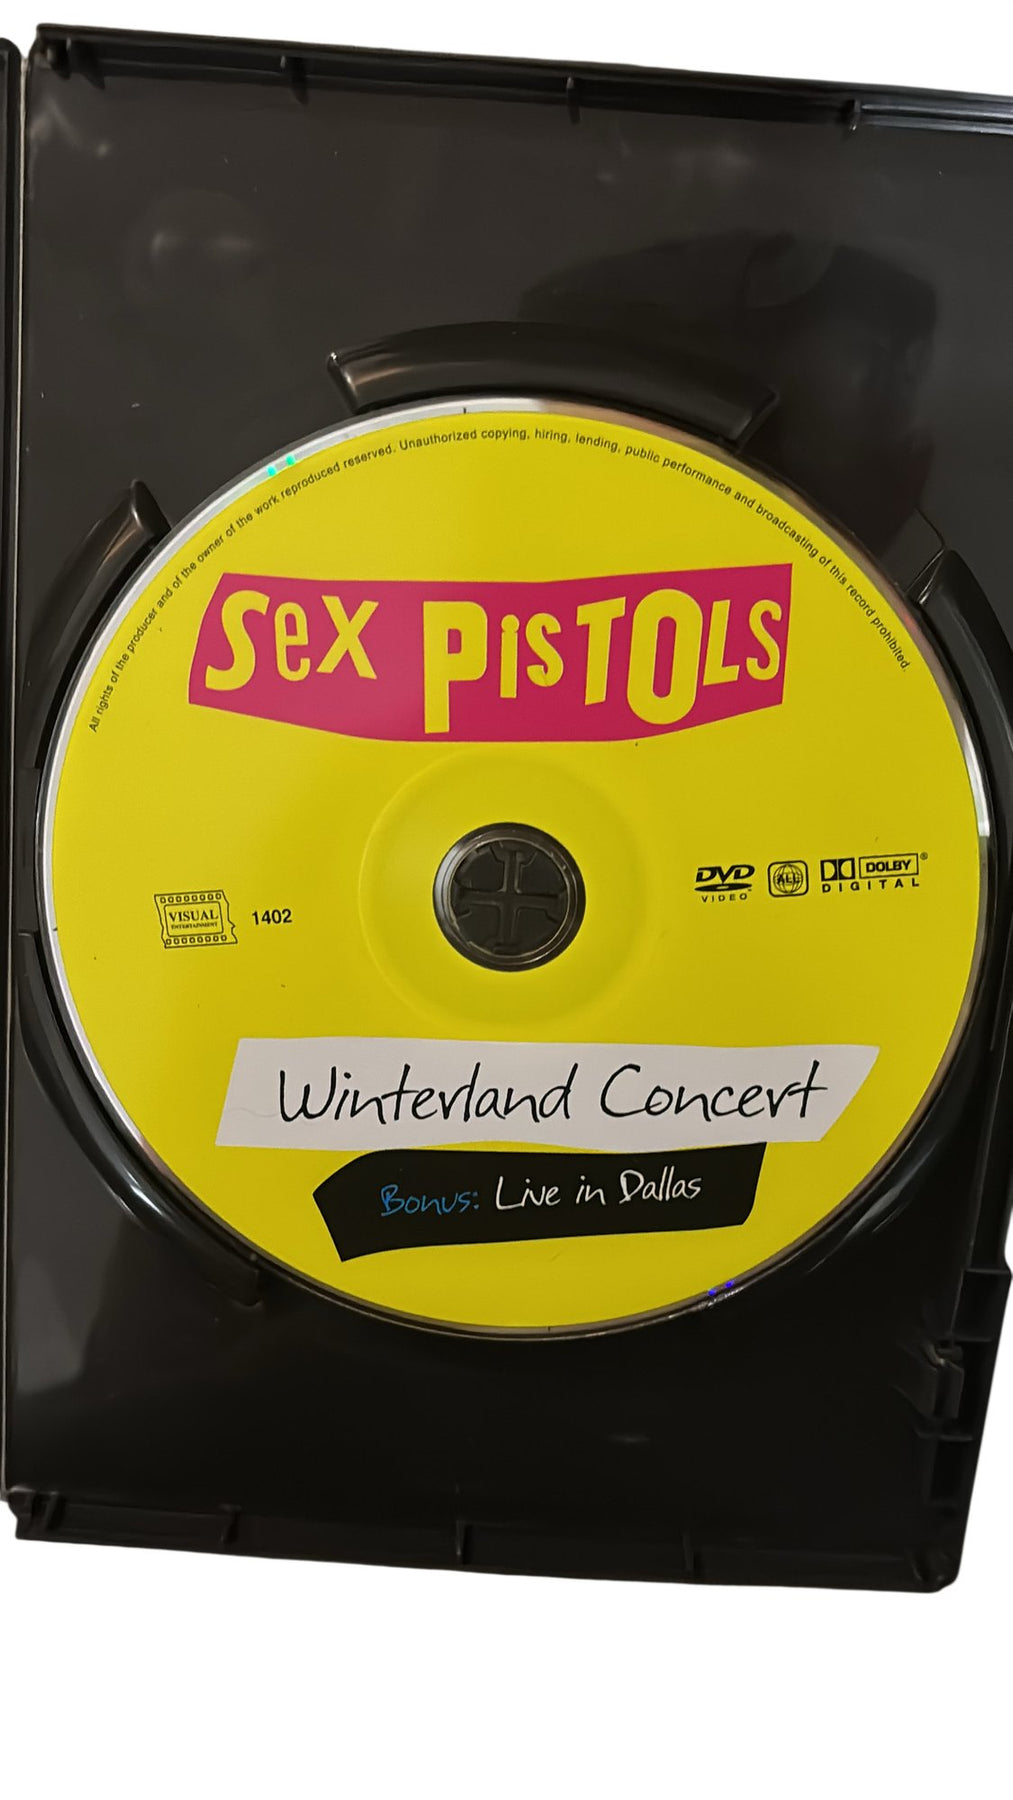 All rights of the producer and of the owner of the work reproduced reserved. Unauthorized copying, hiring, lending, public performance and broadcasting of this record prohibited.
Sex Pistols
VISUAL
ENTERTAINMENT
1402
DVD
VIDEO
ALL
DOLBY®
DIGITAL
Winterland Concert
Bonus: Live in Dallas